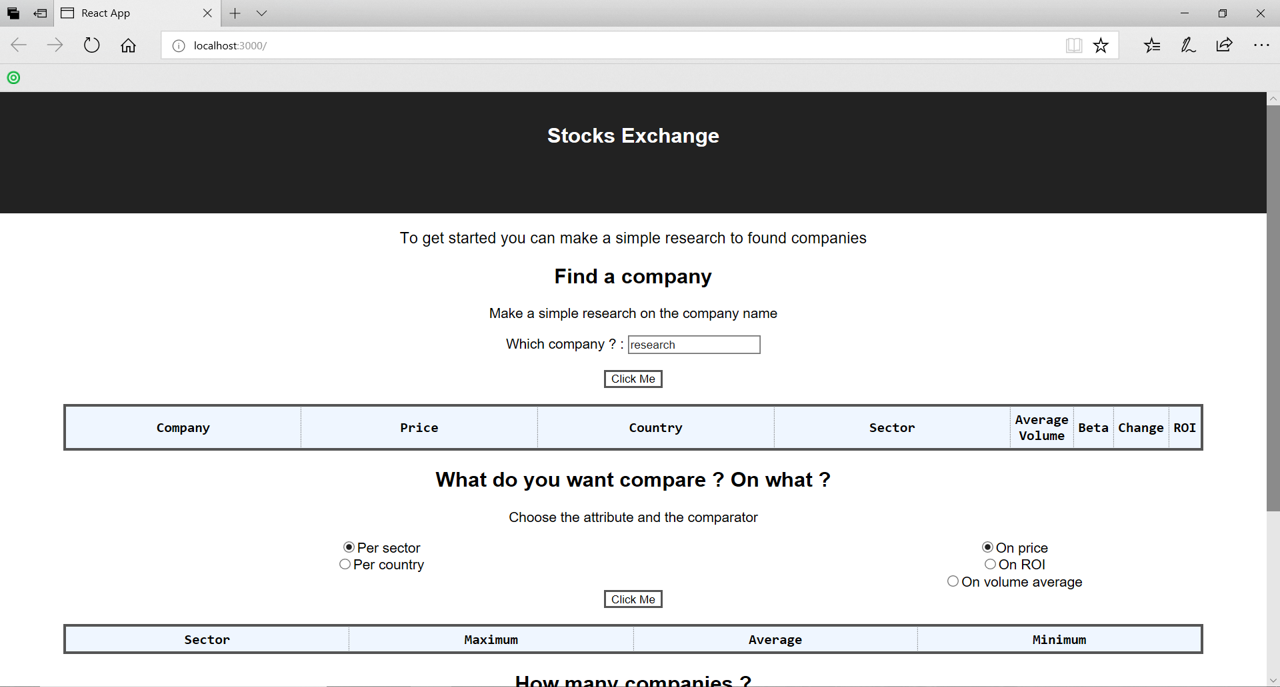 React App
localhost:3000/
Stocks Exchange
To get started you can make a simple research to found companies
Find a company
Make a simple research on the company name
Which company ? : research
Click Me
Company Price Country Sector Average Volume Beta Change ROI
What do you want compare ? On what ?
Choose the attribute and the comparator
Per sector On price
Per country On ROI
On volume average
Click Me
Sector Maximum Average Minimum
How many companies ?